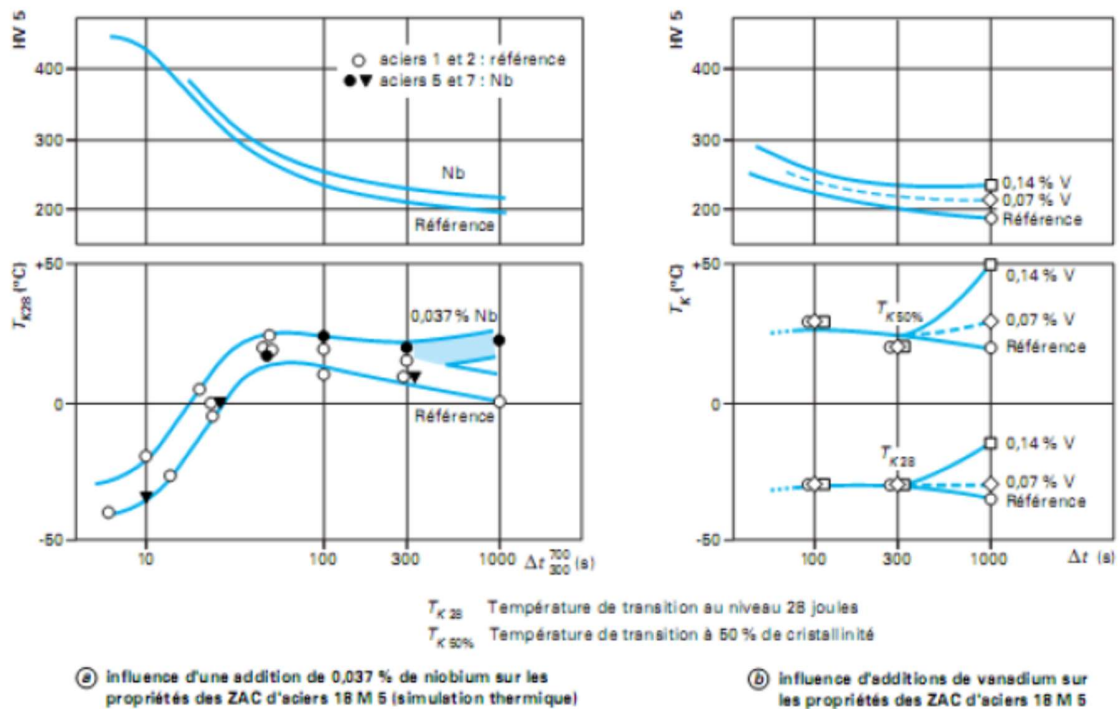 HV 5
400
300
200
aciers 1 et 2 : référence
aciers 5 et 7 : Nb
Nb
Référence
T K28 (°C)
+50
0
-50
0,037 % Nb
Référence
10
100
300
1000
Δt 700 300 (s)
HV 5
400
300
200
0,14 % V
0,07 % V
Référence
T K (°C)
+50
0
-50
T K 50%
0,14 % V
0,07 % V
Référence
T K 28
0,14 % V
0,07 % V
Référence
100
300
1000
Δt (s)
T K 28 Température de transition au niveau 28 joules
T K 50% Température de transition à 50 % de cristallinité
a influence d'une addition de 0,037 % de niobium sur les
propriétés des ZAC d'aciers 18 M 5 (simulation thermique)
b influence d'additions de vanadium sur
les propriétés des ZAC d'aciers 18 M 5